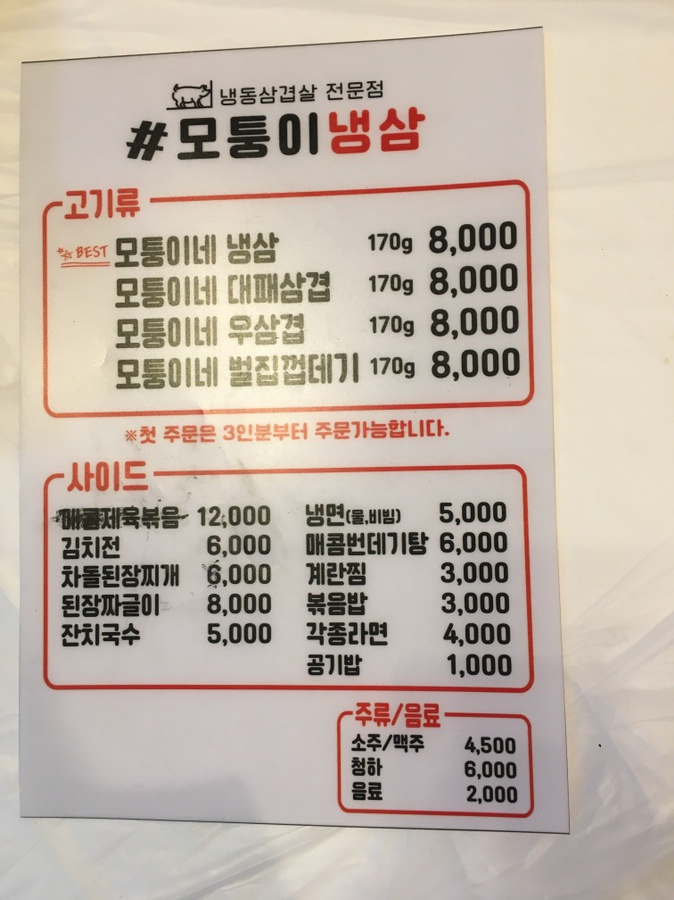 냉동삼겹살 전문점
#모퉁이냉삼
고기류
BEST 모퉁이네 냉삼 170g 8,000
모퉁이네 대패삼겹 170g 8,000
모퉁이네 우삼겹 170g 8,000
모퉁이네 벌집껍데기 170g 8,000
※첫 주문은 3인분부터 주문가능합니다.
사이드
매콤제육볶음 12,000
김치전 6,000
차돌된장찌개 6,000
된장짜글이 8,000
잔치국수 5,000
냉면(물,비빔) 5,000
매콤번데기탕 6,000
계란찜 3,000
볶음밥 3,000
각종라면 4,000
공기밥 1,000
주류/음료
소주/맥주 4,500
청하 6,000
음료 2,000